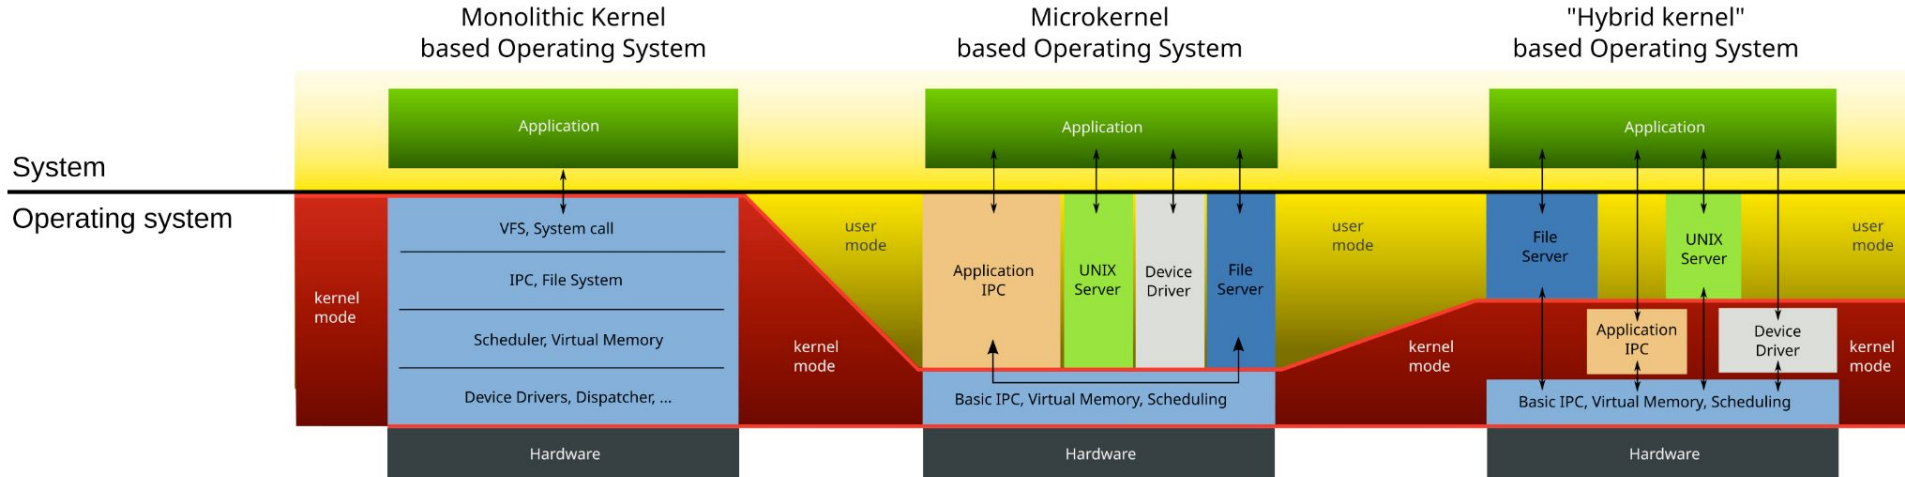 Monolithic Kernel
based Operating System
Microkernel
based Operating System
"Hybrid kernel"
based Operating System
System
Operating system
Application
VFS, System call
IPC, File System
Scheduler, Virtual Memory
Device Drivers, Dispatcher, ...
Hardware
kernel
mode
kernel
mode
user
mode
Application
Application
IPC
UNIX
Server
Device
Driver
File
Server
Basic IPC, Virtual Memory, Scheduling
Hardware
user
mode
kernel
mode
Application
File
Server
UNIX
Server
Application
IPC
Device
Driver
Basic IPC, Virtual Memory, Scheduling
Hardware
user
mode
kernel
mode